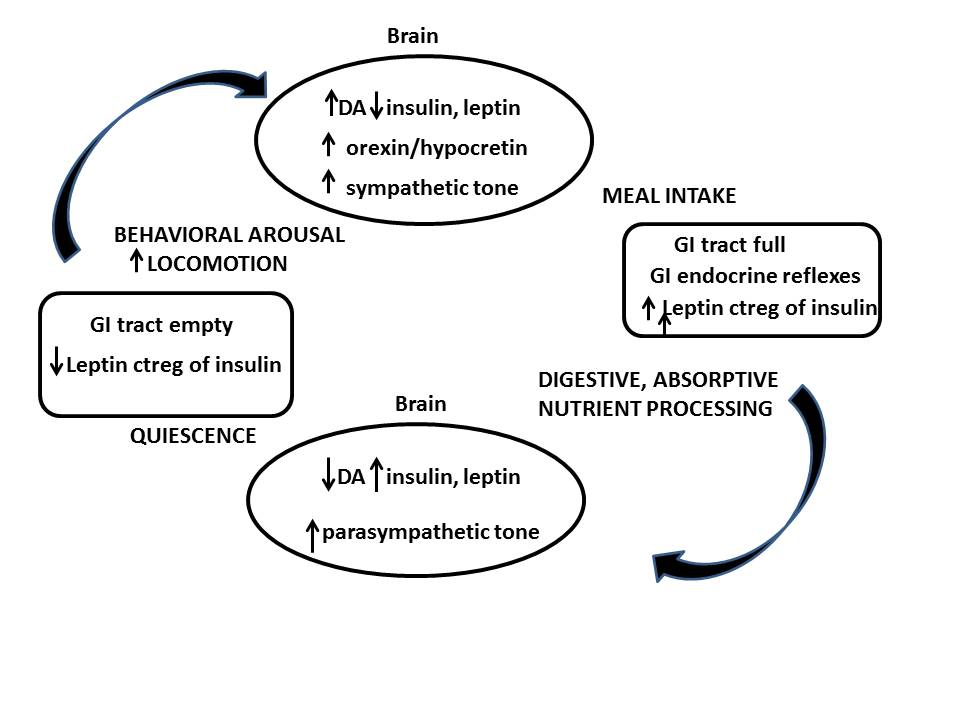 Brain
↑DA ↓insulin, leptin
↑ orexin/hypocretin
↑ sympathetic tone
MEAL INTAKE
GI tract full
GI endocrine reflexes
↑ Leptin ctreg of insulin
↑
BEHAVIORAL AROUSAL
↑LOCOMOTION
GI tract empty
↓Leptin ctreg of insulin
QUIESCENCE
DIGESTIVE, ABSORPTIVE
NUTRIENT PROCESSING
Brain
↓DA ↑insulin, leptin
↑parasympathetic tone